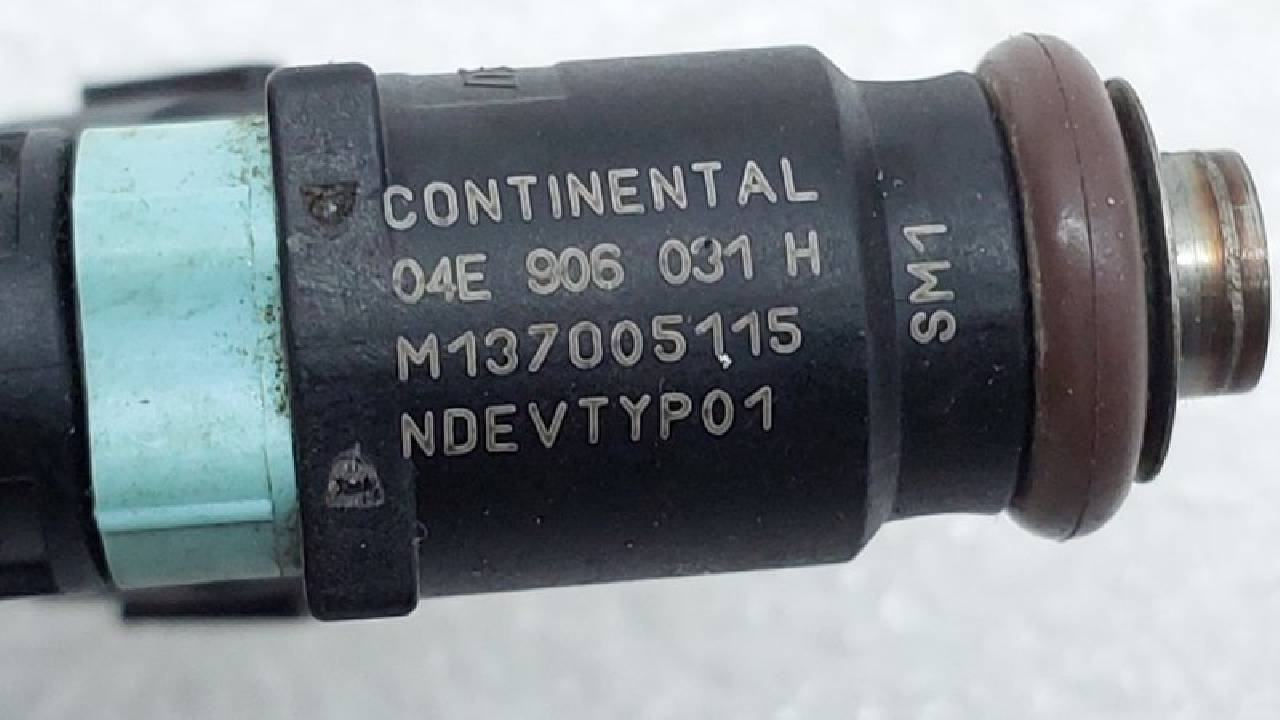 CONTINENTAL
04E 906 031 H
M137005115
NDEVTYP01
SM1